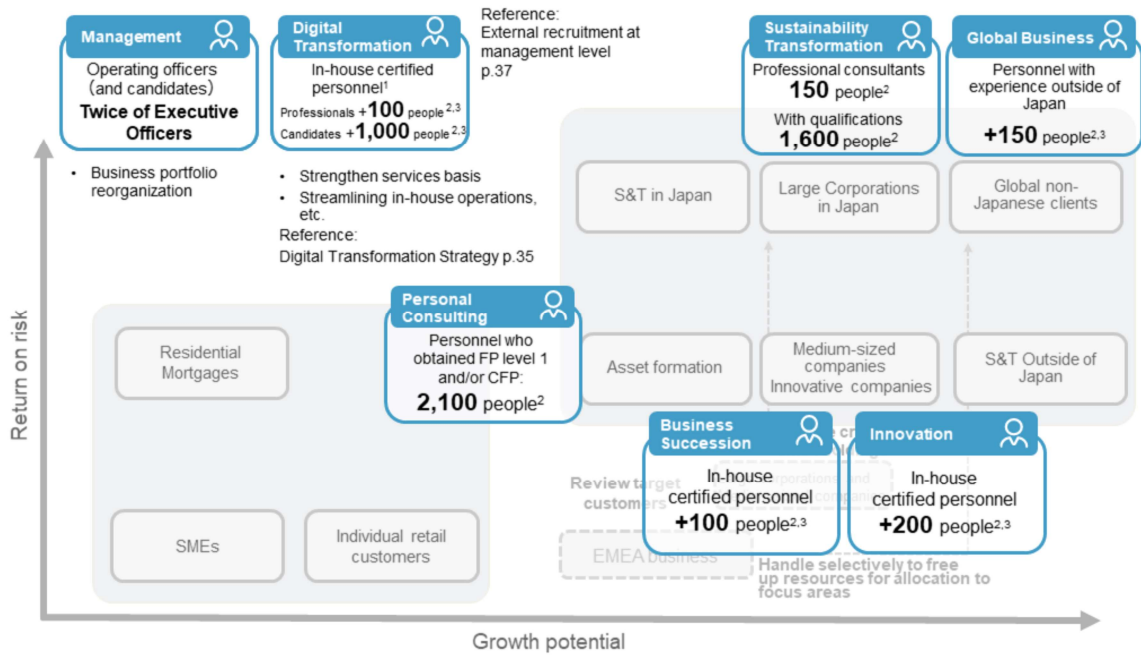 Management
Operating officers
(and candidates)
Twice of Executive
Officers
• Business portfolio
reorganization
Digital
Transformation
In-house certified
personnel1
Professionals +100 people2,3
Candidates +1,000 people2,3
• Strengthen services basis
• Streamlining in-house operations,
etc.
Reference:
Digital Transformation Strategy p.35
Reference:
External recruitment at
management level
p.37
Sustainability
Transformation
Professional consultants
150 people2
With qualifications
1,600 people2
Global Business
Personnel with
experience outside of
Japan
+150 people2,3
S&T in Japan
Large Corporations
in Japan
Global non-
Japanese clients
Personal
Consulting
Personnel who
obtained FP level 1
and/or CFP:
2,100 people2
Residential
Mortgages
Asset formation
Medium-sized
companies
Innovative companies
S&T Outside of
Japan
Business
Succession
In-house
certified personnel
+100 people2,3
Innovation
In-house
certified personnel
+200 people2,3
Review target
customers
SMEs
Individual retail
customers
EMEA business
Handle selectively to free
up resources for allocation to
focus areas
Return on risk
Growth potential